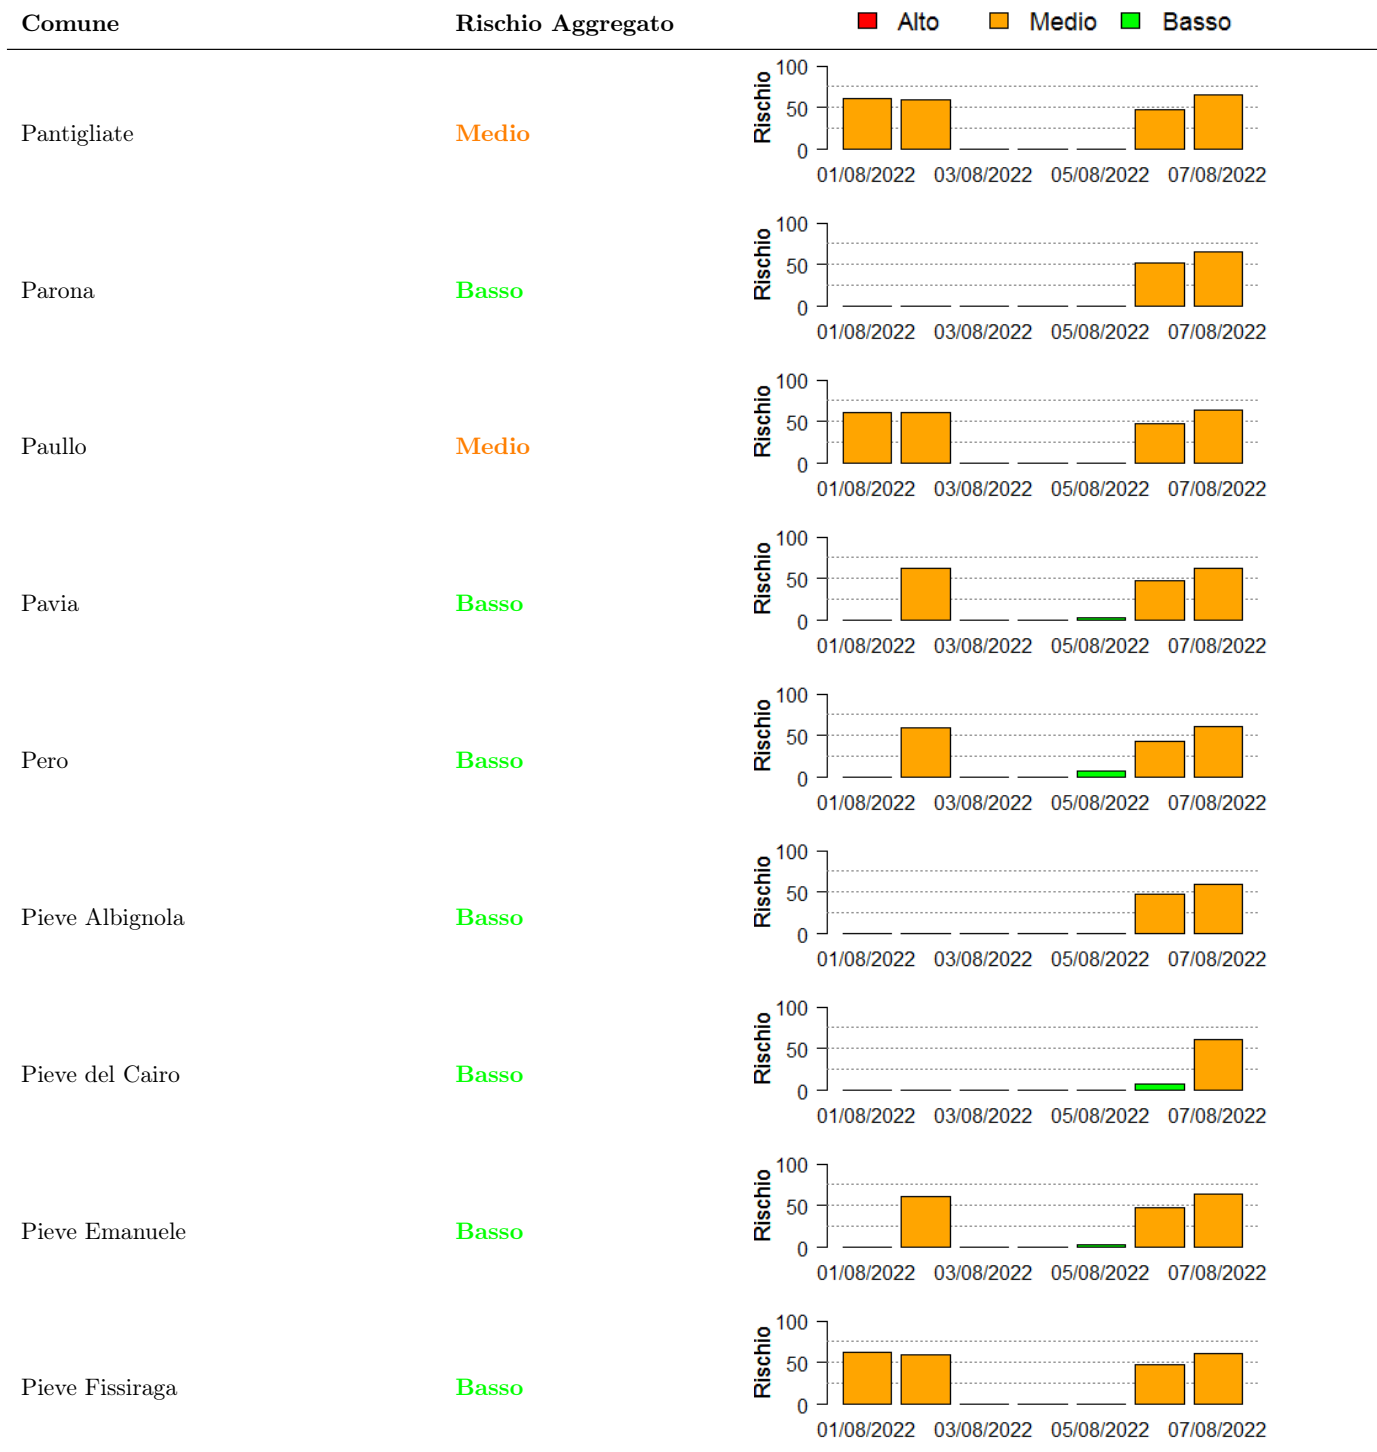 Comune Rischio Aggregato Alto Medio Basso
100
50
0
Rischio
Pantigliate Medio
01/08/2022 03/08/2022 05/08/2022 07/08/2022
100
50
0
Rischio
Parona Basso
01/08/2022 03/08/2022 05/08/2022 07/08/2022
100
50
0
Rischio
Paullo Medio
01/08/2022 03/08/2022 05/08/2022 07/08/2022
100
50
0
Rischio
Pavia Basso
01/08/2022 03/08/2022 05/08/2022 07/08/2022
100
50
0
Rischio
Pero Basso
01/08/2022 03/08/2022 05/08/2022 07/08/2022
100
50
0
Rischio
Pieve Albignola Basso
01/08/2022 03/08/2022 05/08/2022 07/08/2022
100
50
0
Rischio
Pieve del Cairo Basso
01/08/2022 03/08/2022 05/08/2022 07/08/2022
100
50
0
Rischio
Pieve Emanuele Basso
01/08/2022 03/08/2022 05/08/2022 07/08/2022
100
50
0
Rischio
Pieve Fissiraga Basso
01/08/2022 03/08/2022 05/08/2022 07/08/2022